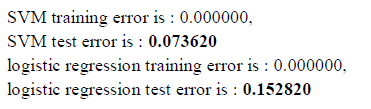 SVM training error is : 0.000000,
SVM test error is : 0.073620
logistic regression training error is : 0.000000,
logistic regression test error is : 0.152820